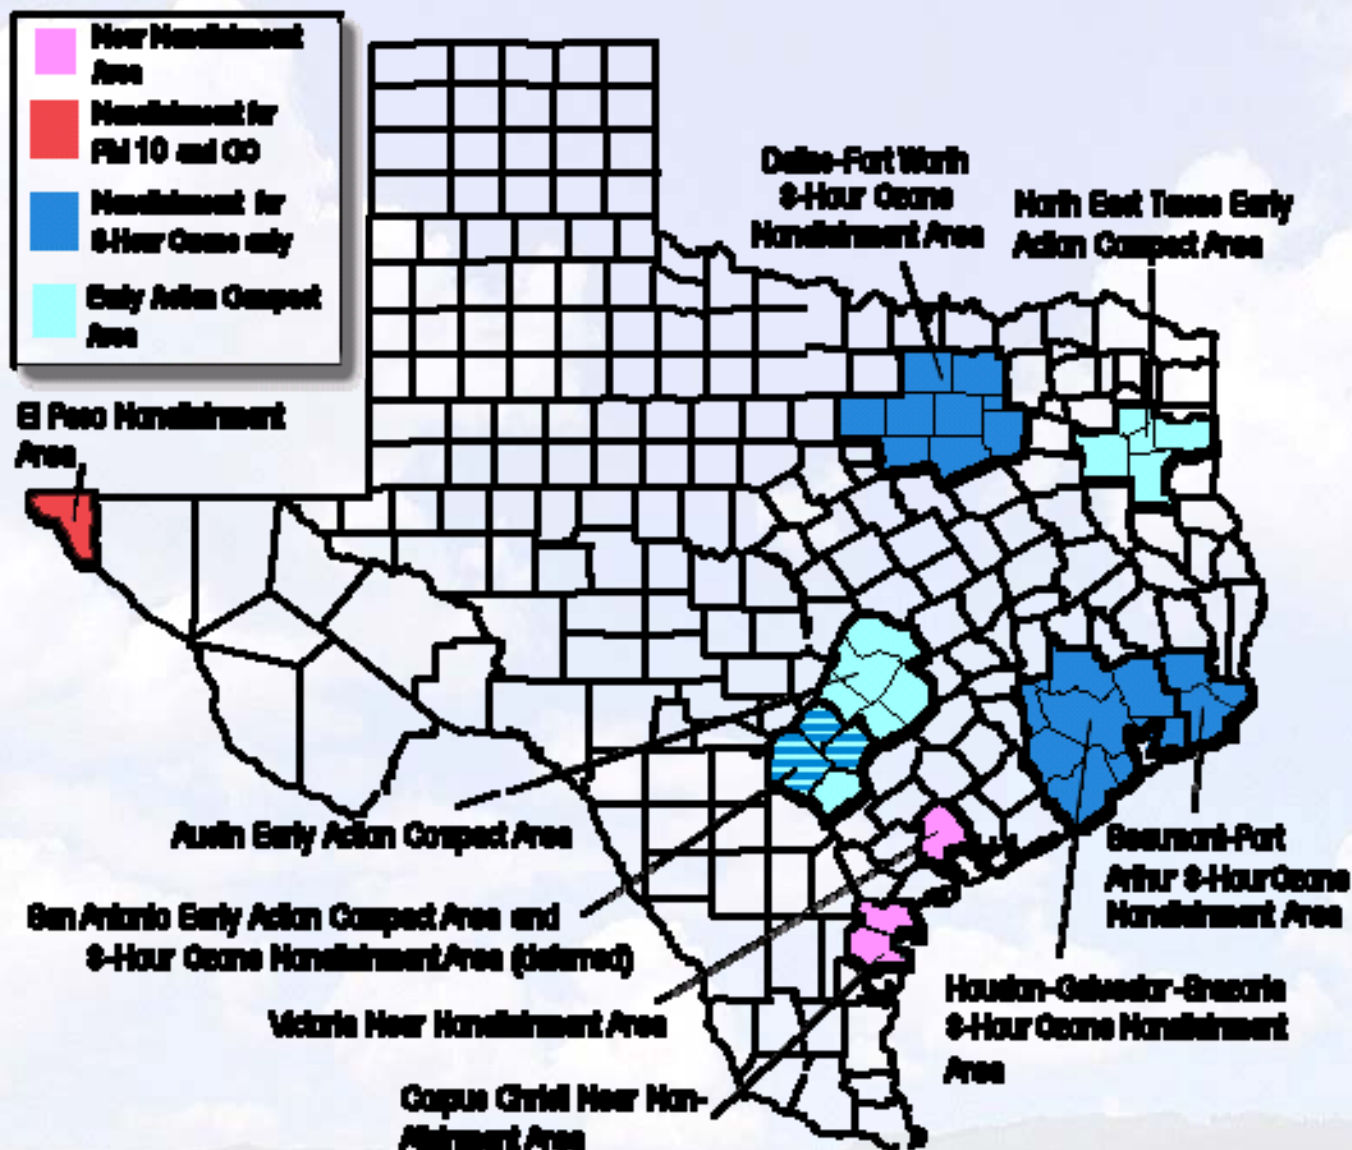 Near Nonattainment
Area
Nonattainment for
PM 10 and CO
Nonattainment for
8-Hour Ozone only
Early Action Compact
Area
Dallas-Fort Worth
8-Hour Ozone
Nonattainment Area
North East Texas Early
Action Compact Area
El Paso Nonattainment
Area
Austin Early Action Compact Area
San Antonio Early Action Compact Area and
8-Hour Ozone Nonattainment Area (deferred)
Victoria Near Nonattainment Area
Corpus Christi Near Non-
Attainment Area
Beaumont-Port
Arthur 8-Hour Ozone
Nonattainment Area
Houston-Galveston-Brazoria
8-Hour Ozone Nonattainment
Area